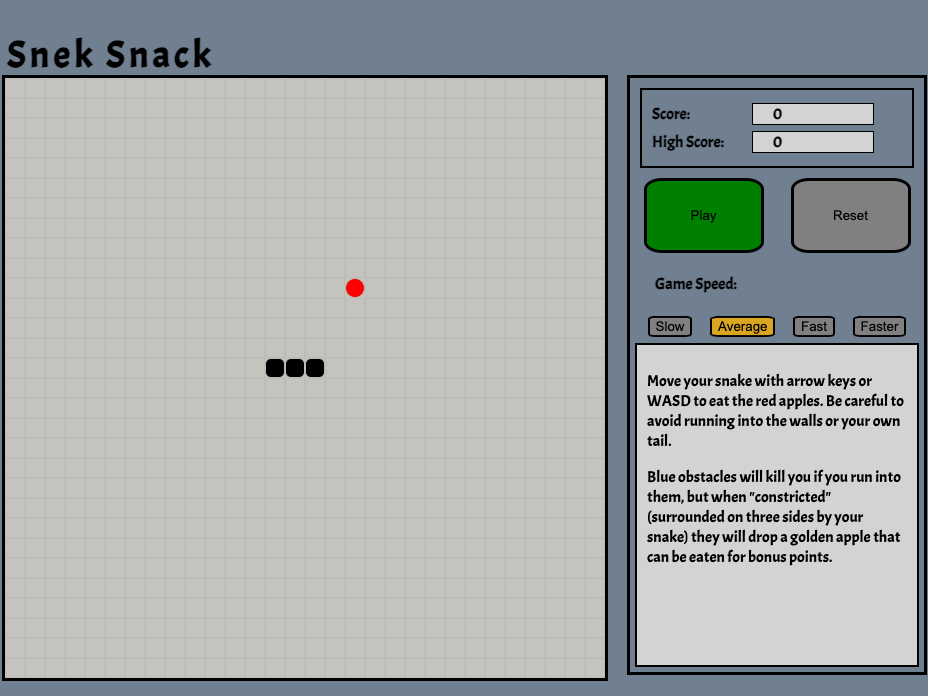 Snek Snack
Score: 0
High Score: 0
Play Reset
Game Speed:
Slow Average Fast Faster
Move your snake with arrow keys or
WASD to eat the red apples. Be careful to
avoid running into the walls or your own
tail.
Blue obstacles will kill you if you run into
them, but when "constricted"
(surrounded on three sides by your
snake) they will drop a golden apple that
can be eaten for bonus points.